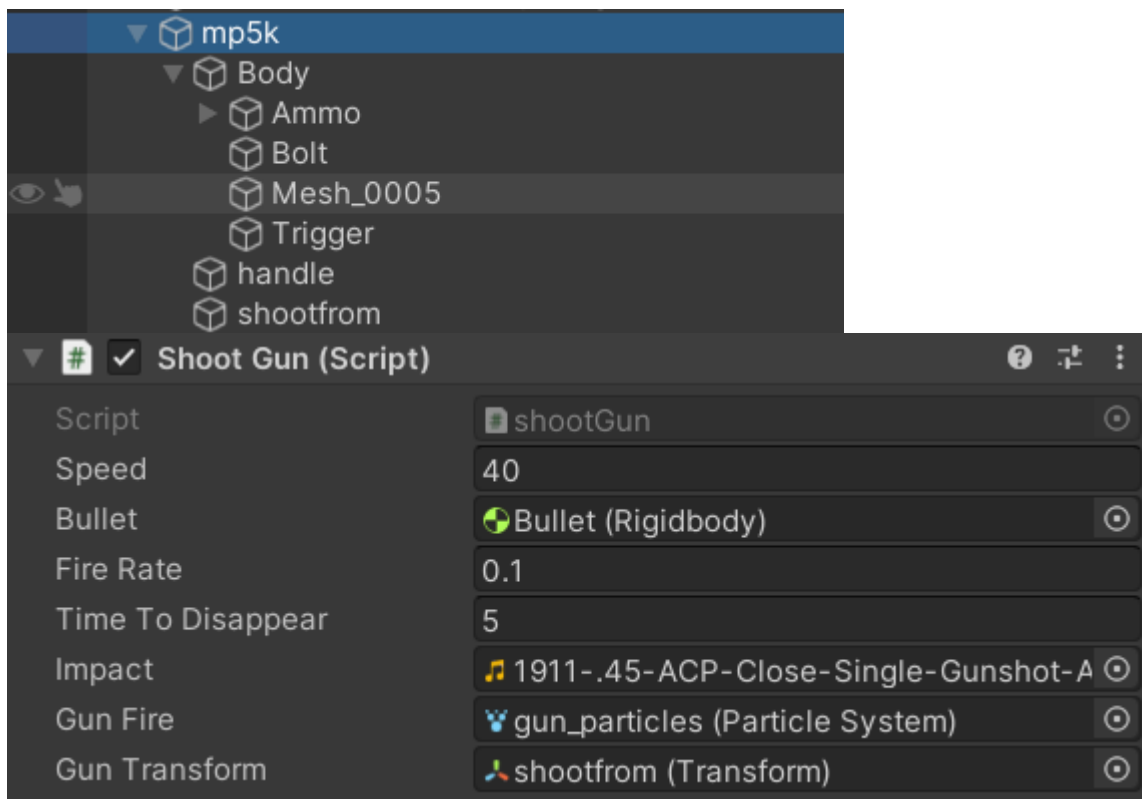 mp5k
Body
Ammo
Bolt
Mesh_0005
Trigger
handle
shootfrom
# Shoot Gun (Script)
Script # shootGun
Speed 40
Bullet Bullet (Rigidbody)
Fire Rate 0.1
Time To Disappear 5
Impact 1911-.45-ACP-Close-Single-Gunshot-A
Gun Fire gun_particles (Particle System)
Gun Transform shootfrom (Transform)